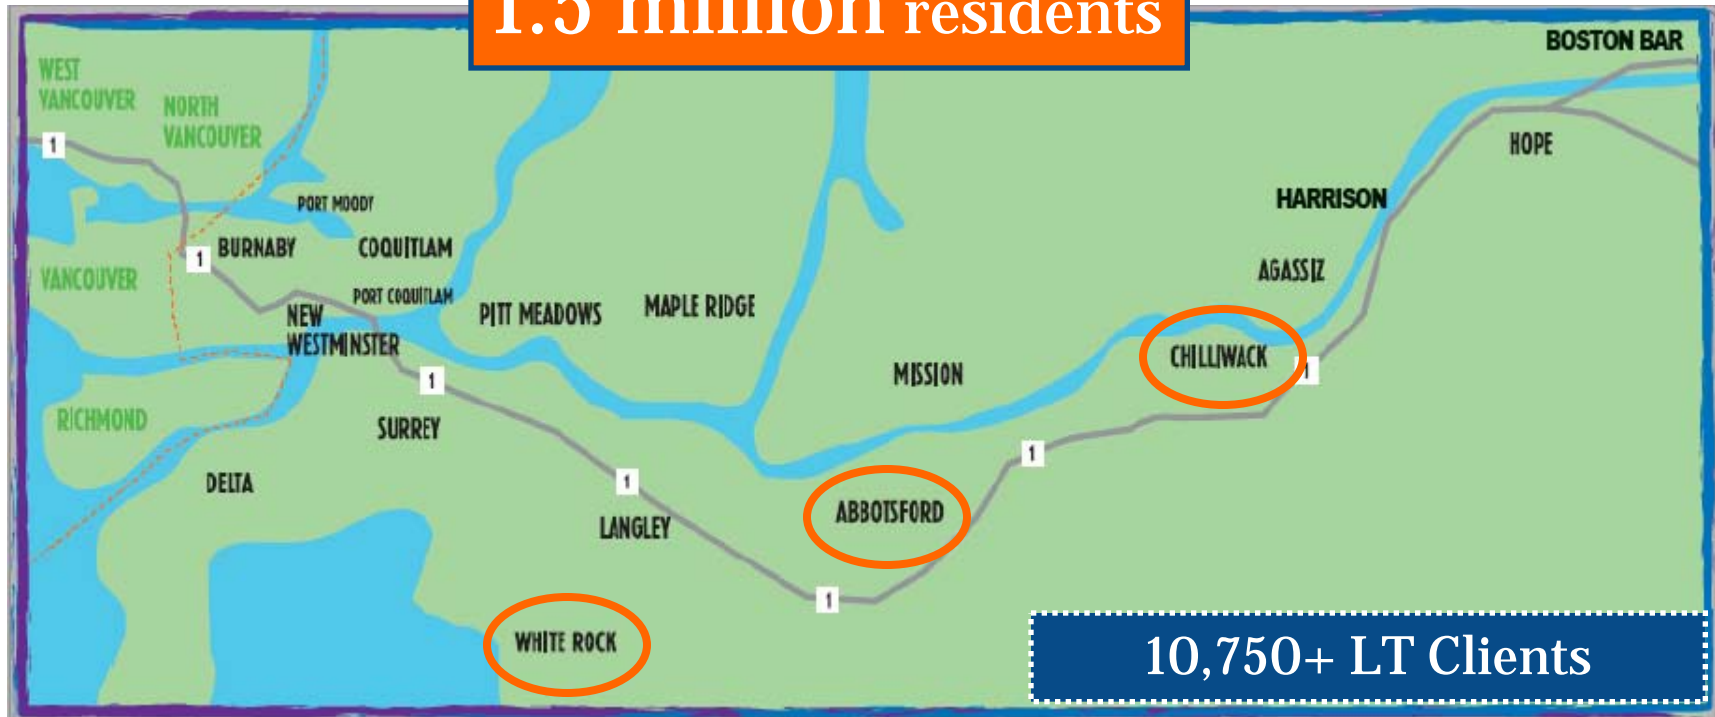 1.5 million residents
BOSTON BAR
WEST
VANCOUVER
NORTH
VANCOUVER
1
HOPE
HARRISON
PORT MOODY
1
BURNABY
COQUITLAM
AGASSIZ
VANCOUVER
PORT COQUITLAM
NEW
WESTMINSTER
PITT MEADOWS
MAPLE RIDGE
CHILLIWACK
1
MISSION
1
RICHMOND
SURREY
1
DELTA
1
LANGLEY
ABBOTSFORD
1
WHITE ROCK
10,750+ LT Clients